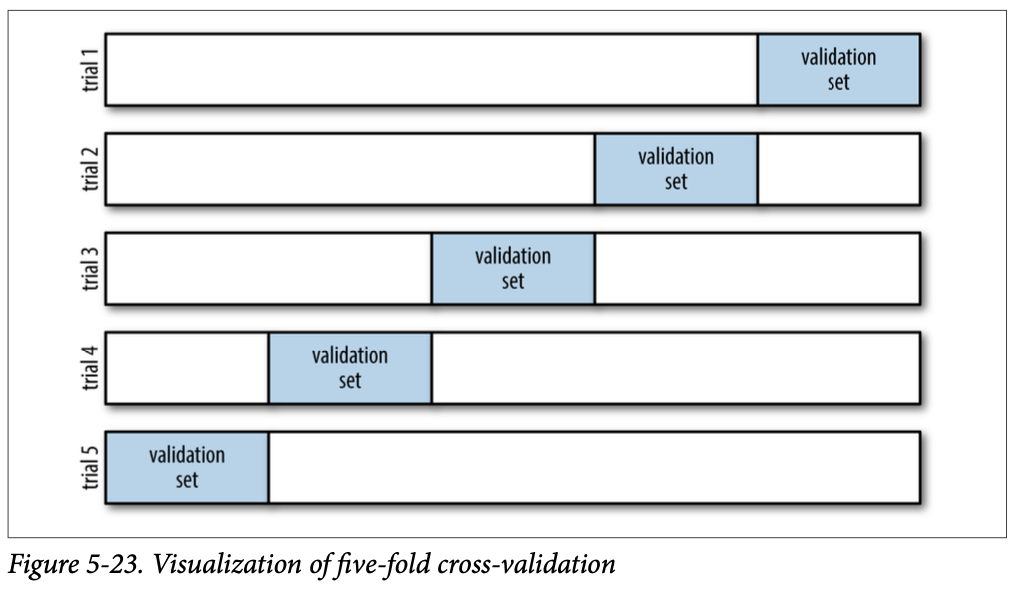 trial 1
validation
set
trial 2
validation
set
trial 3
validation
set
trial 4
validation
set
trial 5
validation
set
Figure 5-23. Visualization of five-fold cross-validation